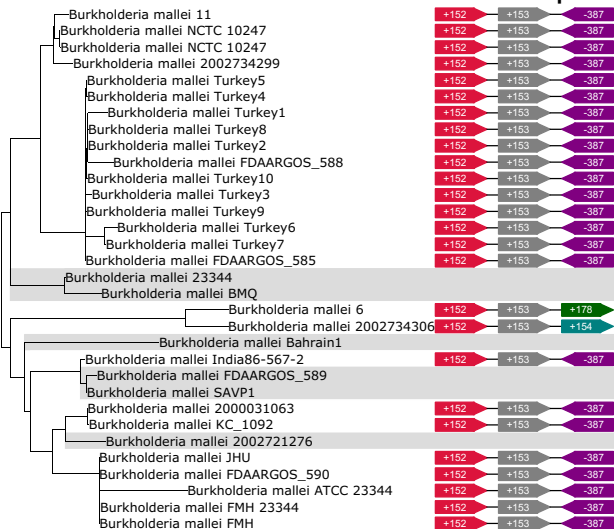 Burkholderia mallei 11 +152 +153 -387
Burkholderia mallei NCTC 10247 +152 +153 -387
Burkholderia mallei NCTC 10247 +152 +153 -387
Burkholderia mallei 2002734299 +152 +153 -387
Burkholderia mallei Turkey5 +152 +153 -387
Burkholderia mallei Turkey4 +152 +153 -387
Burkholderia mallei Turkey1 +152 +153 -387
Burkholderia mallei Turkey8 +152 +153 -387
Burkholderia mallei Turkey2 +152 +153 -387
Burkholderia mallei FDAARGOS_588 +152 +153 -387
Burkholderia mallei Turkey10 +152 +153 -387
Burkholderia mallei Turkey3 +152 +153 -387
Burkholderia mallei Turkey9 +152 +153 -387
Burkholderia mallei Turkey6 +152 +153 -387
Burkholderia mallei Turkey7 +152 +153 -387
Burkholderia mallei FDAARGOS_585 +152 +153 -387
Burkholderia mallei 23344
Burkholderia mallei BMQ
Burkholderia mallei 6 +152 +153 +178
Burkholderia mallei 2002734306 +152 +153 +154
Burkholderia mallei Bahrain1
Burkholderia mallei India86-567-2 +152 +153 -387
Burkholderia mallei FDAARGOS_589
Burkholderia mallei SAVP1
Burkholderia mallei 2000031063 +152 +153 -387
Burkholderia mallei KC_1092 +152 +153 -387
Burkholderia mallei 2002721276
Burkholderia mallei JHU +152 +153 -387
Burkholderia mallei FDAARGOS_590 +152 +153 -387
Burkholderia mallei ATCC 23344 +152 +153 -387
Burkholderia mallei FMH 23344 +152 +153 -387
Burkholderia mallei FMH +152 +153 -387